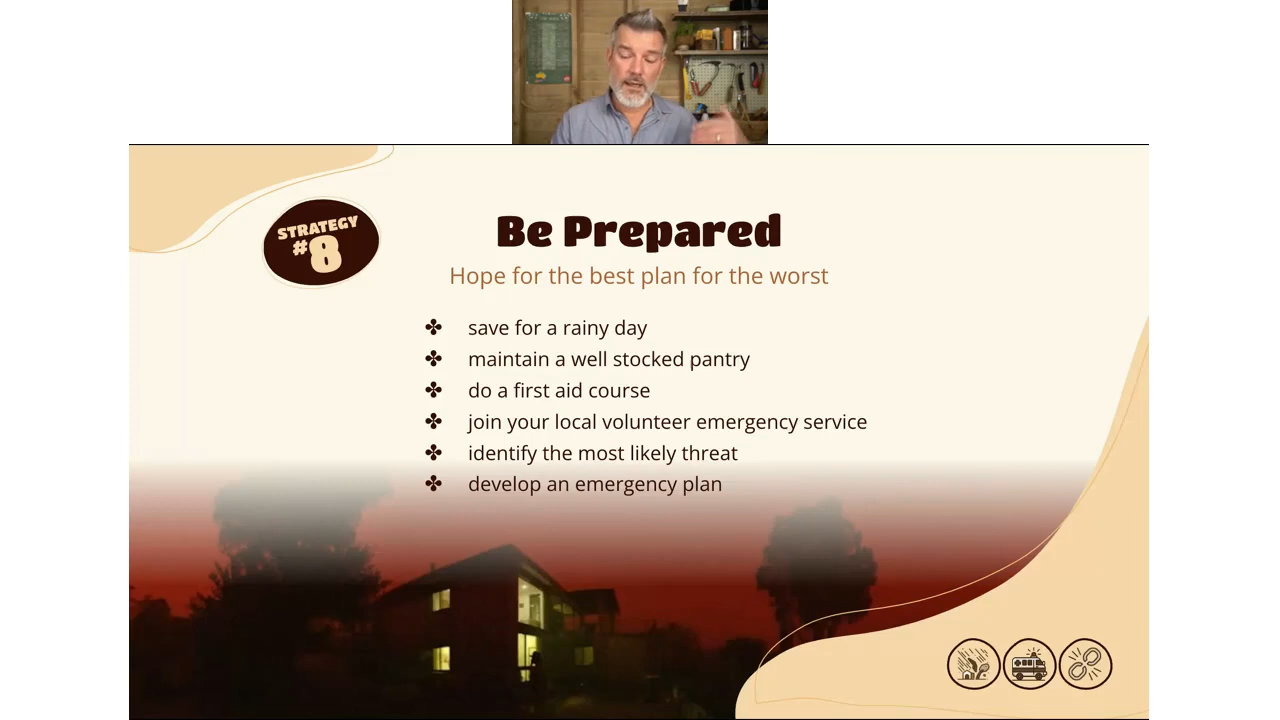 STRATEGY
#8
Be Prepared
Hope for the best plan for the worst
save for a rainy day
maintain a well stocked pantry
do a first aid course
join your local volunteer emergency service
identify the most likely threat
develop an emergency plan